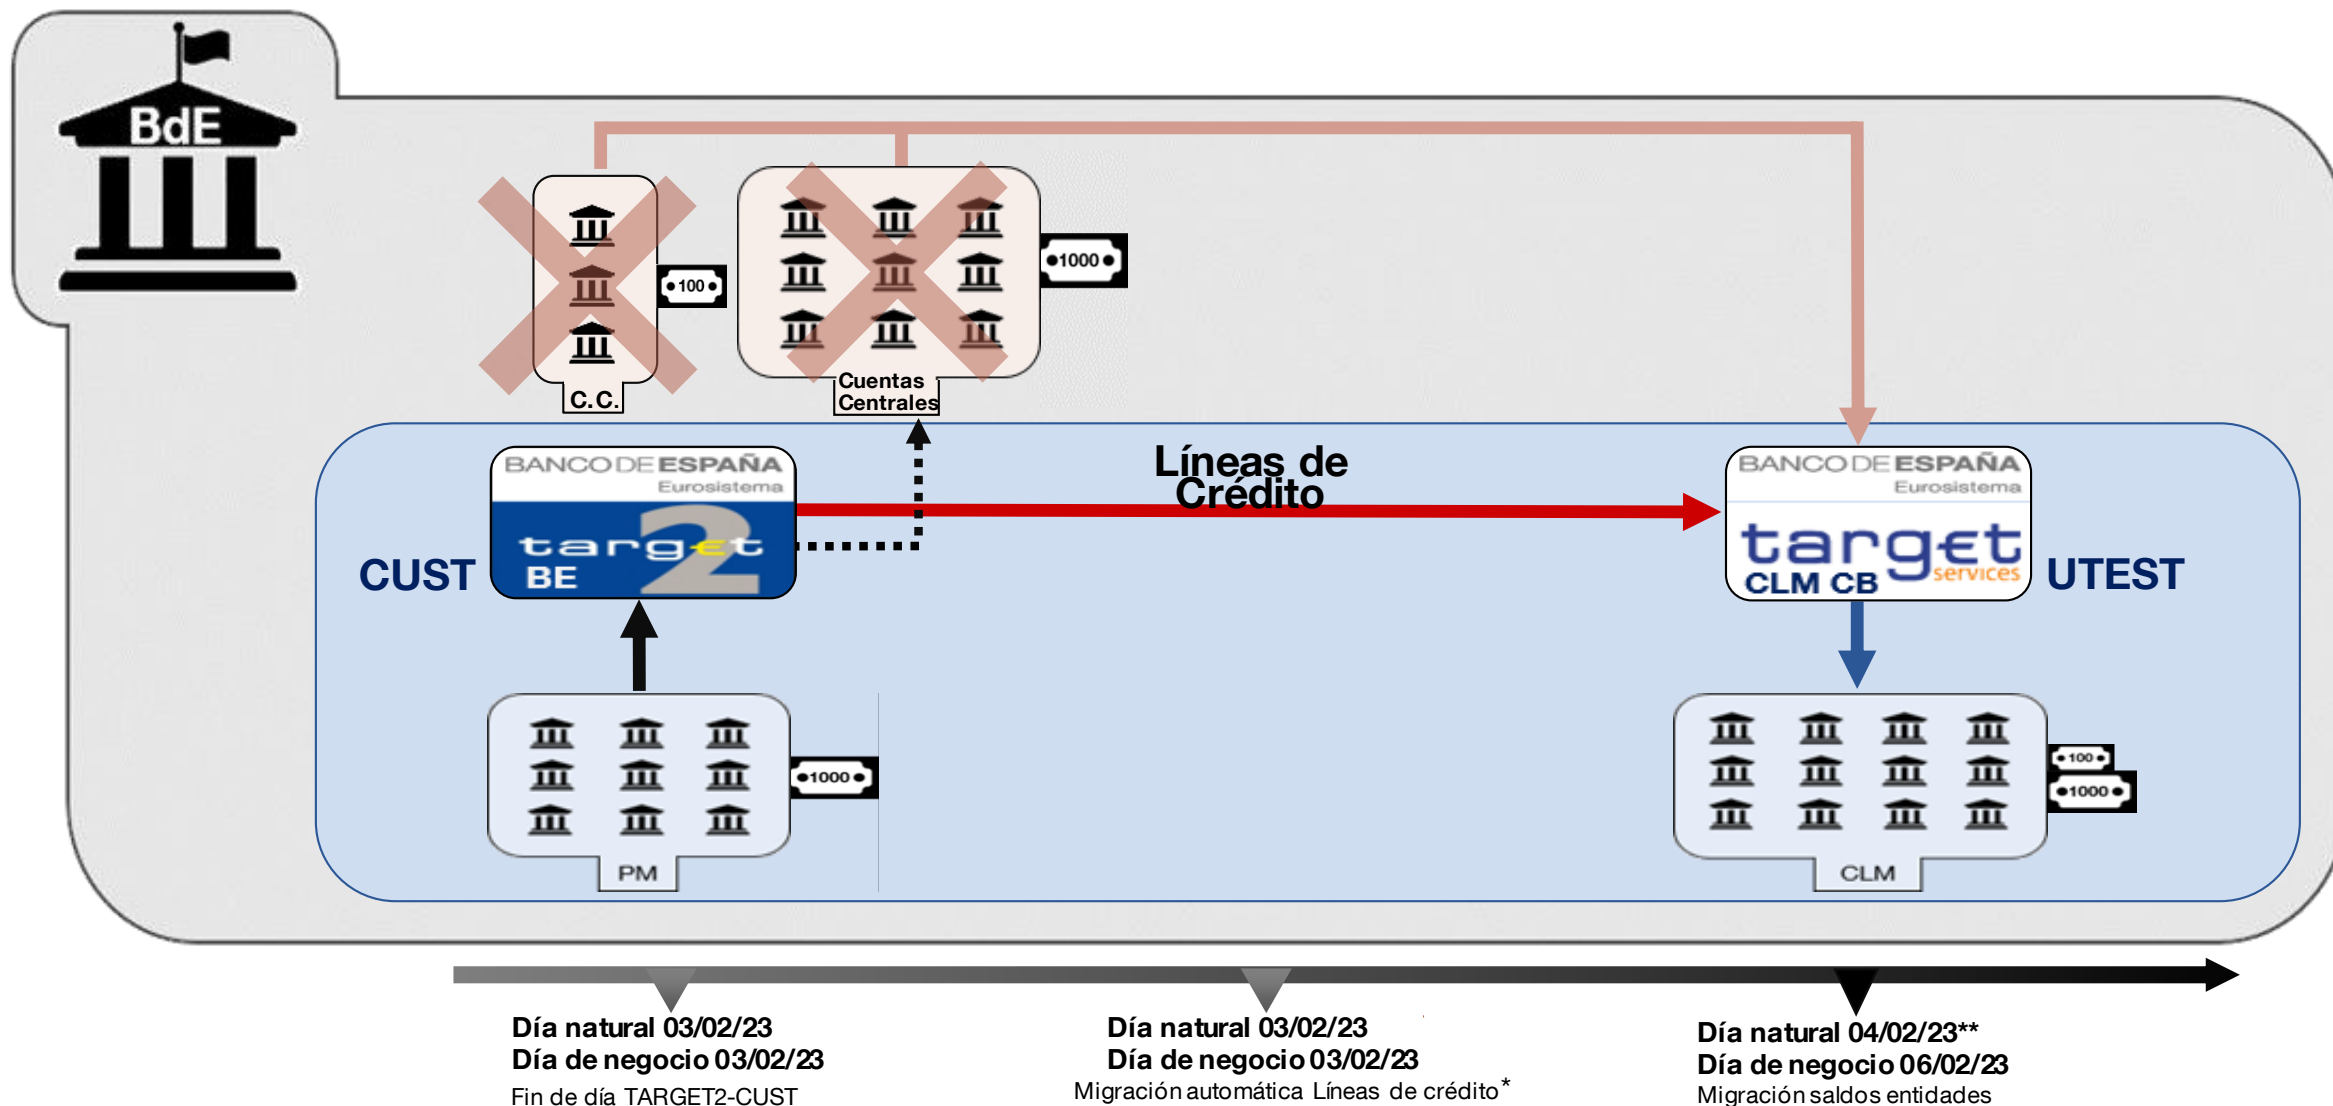 BdE
100
1000
C.C.
Cuentas
Centrales
BANCO DE ESPAÑA
Eurosistema
target
2
BE
CUST
Líneas de
Crédito
BANCO DE ESPAÑA
Eurosistema
target
services
CLM CB
UTEST
1000
PM
100
1000
CLM
Día natural 03/02/23
Día de negocio 03/02/23
Fin de día TARGET2-CUST
Día natural 03/02/23
Día de negocio 03/02/23
Migración automática Líneas de crédito*
Día natural 04/02/23**
Día de negocio 06/02/23
Migración saldos entidades